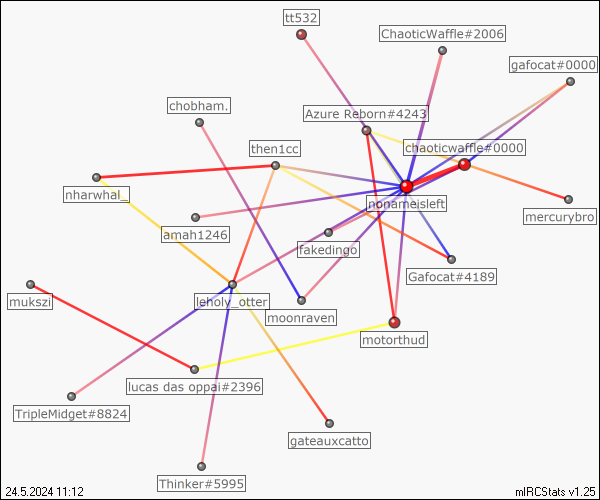 tt532
ChaoticWaffle#2006
gafocat#0000
chobham.
Azure Reborn#4243
then1cc
chaoticwaffle#0000
nharwhal_
nonameisleft
mercurybro
amah1246
fakedingo
Gafocat#4189
mukszi
leholy_otter
moonraven
motorthud
lucas das oppai#2396
TripleMidget#8824
gateauxcatto
Thinker#5995
24.5.2024 11:12
mIRCStats v1.25